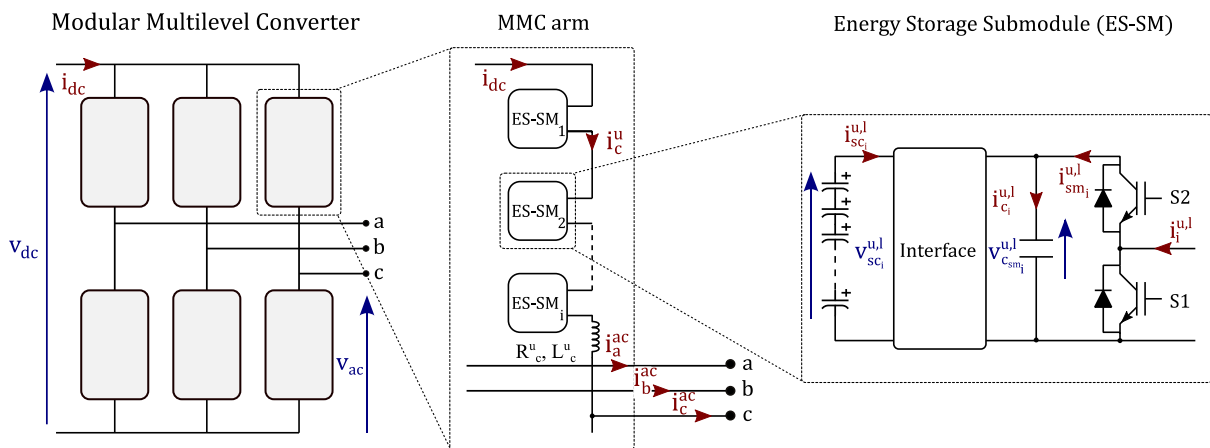 Modular Multilevel Converter
MMC arm
Energy Storage Submodule (ES-SM)
i_dc
v_dc
v_ac
a
b
c
i_dc
ES-SM_1
i_c^u
ES-SM_2
ES-SM_i
R_c^u, L_c^u
i_a^ac
a
i_b^ac
b
i_c^ac
c
i_sc_i^u,l
v_sc_i^u,l
Interface
i_c_i^u,l
v_c_sm_i^u,l
i_sm_i^u,l
S2
i_i^u,l
S1